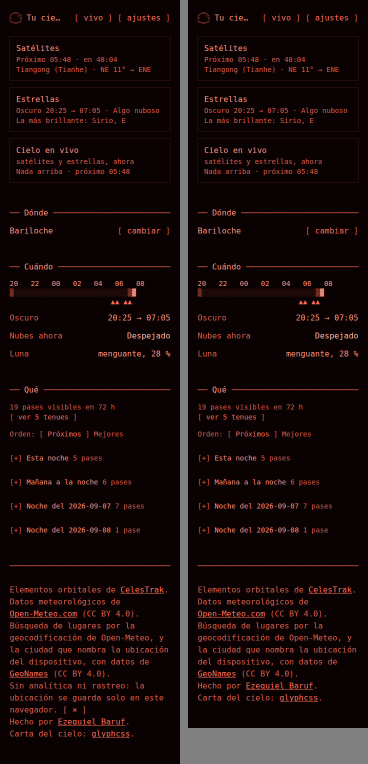 Tu cie… [ vivo ] [ ajustes ]
Satélites
Próximo 05:48 · en 48:04
Tiangong (Tianhe) · NE 11° → ENE
Estrellas
Oscuro 20:25 → 07:05 · Algo nuboso
La más brillante: Sirio, E
Cielo en vivo
satélites y estrellas, ahora
Nada arriba · próximo 05:48
Dónde
Bariloche [ cambiar ]
Cuándo
20 22 00 02 04 06 08
Oscuro 20:25 → 07:05
Nubes ahora Despejado
Luna menguante, 28 %
Qué
19 pases visibles en 72 h
[ ver 5 tenues ]
Orden: [ Próximos ] Mejores
[+] Esta noche 5 pases
[+] Mañana a la noche 6 pases
[+] Noche del 2026-09-07 7 pases
[+] Noche del 2026-09-08 1 pase
Elementos orbitales de CelesTrak.
Datos meteorológicos de
Open-Meteo.com (CC BY 4.0).
Búsqueda de lugares por la
geocodificación de Open-Meteo, y
la ciudad que nombra la ubicación
del dispositivo, con datos de
GeoNames (CC BY 4.0).
Sin analítica ni rastreo: la
ubicación se guarda solo en este
navegador. [ × ]
Hecho por Ezequiel Baruf.
Carta del cielo: glyphcss.
Tu cie… [ vivo ] [ ajustes ]
Satélites
Próximo 05:48 · en 48:04
Tiangong (Tianhe) · NE 11° → ENE
Estrellas
Oscuro 20:25 → 07:05 · Algo nuboso
La más brillante: Sirio, E
Cielo en vivo
satélites y estrellas, ahora
Nada arriba · próximo 05:48
Dónde
Bariloche [ cambiar ]
Cuándo
20 22 00 02 04 06 08
Oscuro 20:25 → 07:05
Nubes ahora Despejado
Luna menguante, 28 %
Qué
19 pases visibles en 72 h
[ ver 5 tenues ]
Orden: [ Próximos ] Mejores
[+] Esta noche 5 pases
[+] Mañana a la noche 6 pases
[+] Noche del 2026-09-07 7 pases
[+] Noche del 2026-09-08 1 pase
Elementos orbitales de CelesTrak.
Datos meteorológicos de
Open-Meteo.com (CC BY 4.0).
Búsqueda de lugares por la
geocodificación de Open-Meteo, y
la ciudad que nombra la ubicación
del dispositivo, con datos de
GeoNames (CC BY 4.0).
Hecho por Ezequiel Baruf.
Carta del cielo: glyphcss.